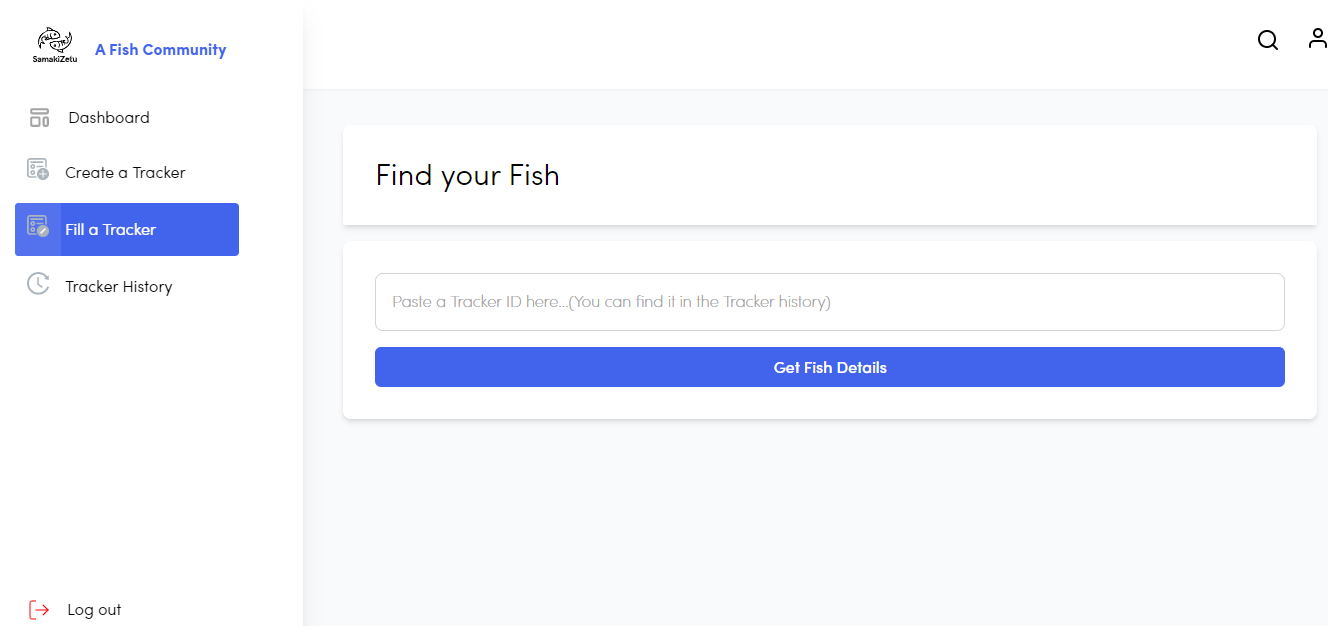 SamakiZetu
A Fish Community
Dashboard
Create a Tracker
Fill a Tracker
Tracker History
Log out
Find your Fish
Paste a Tracker ID here...(You can find it in the Tracker history)
Get Fish Details